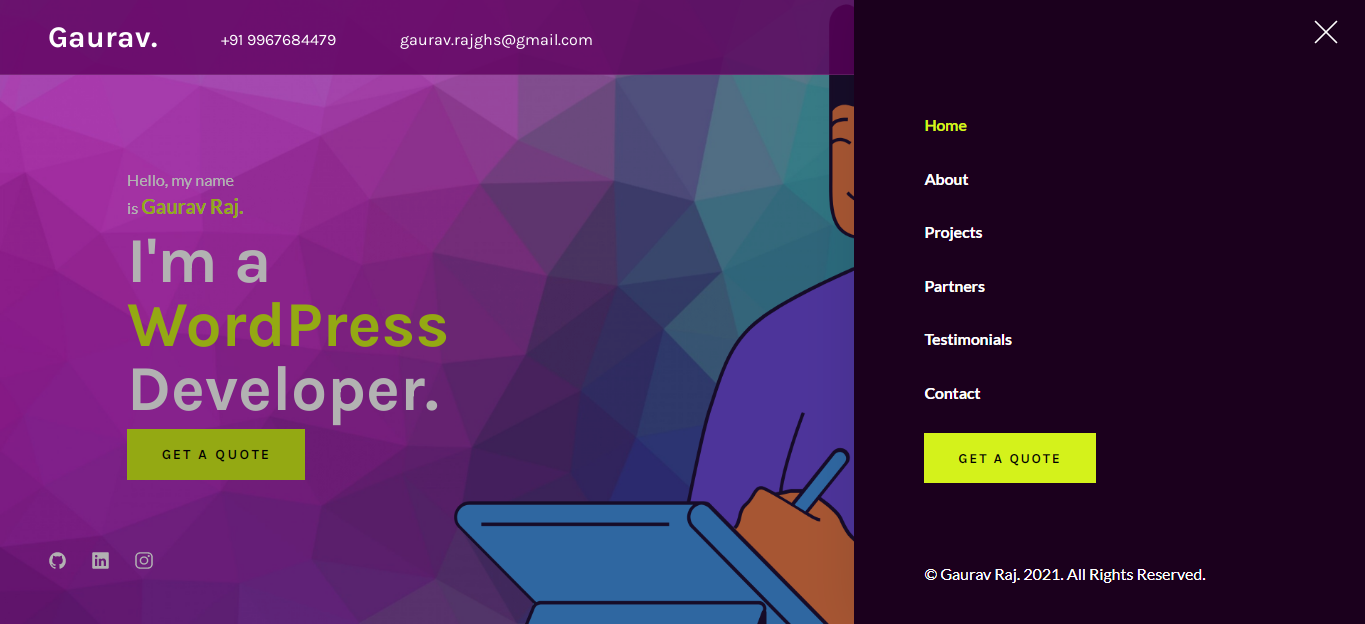 Gaurav.
+91 9967684479
gaurav.rajghs@gmail.com
Hello, my name
is Gaurav Raj.
I'm a
WordPress
Developer.
GET A QUOTE
Home
About
Projects
Partners
Testimonials
Contact
GET A QUOTE
© Gaurav Raj. 2021. All Rights Reserved.